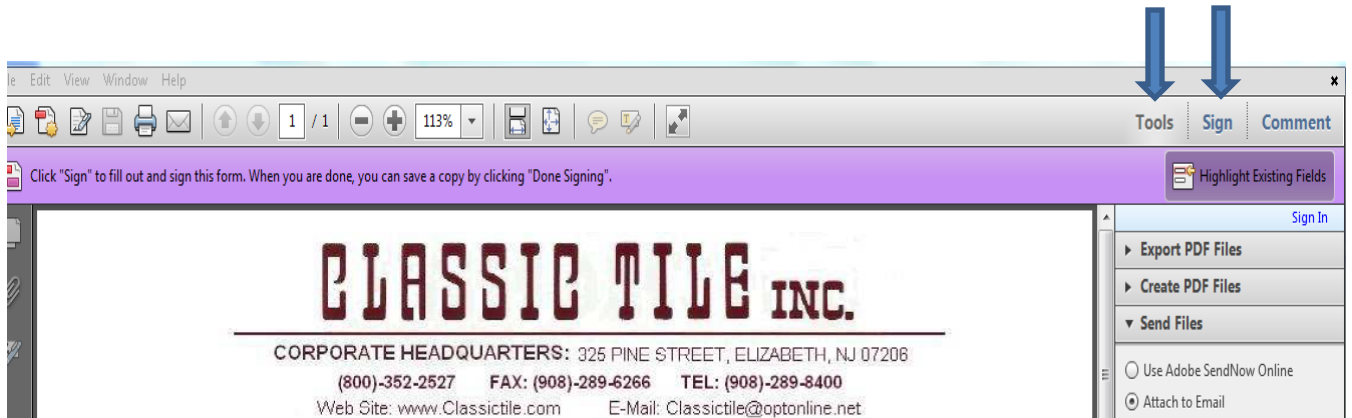 le Edit View Window Help
1 / 1 113% Tools Sign Comment
Click "Sign" to fill out and sign this form. When you are done, you can save a copy by clicking "Done Signing". Highlight Existing Fields
Sign In
Export PDF Files
Create PDF Files
Send Files
Use Adobe SendNow Online
Attach to Email
CLASSIC TILE INC.
CORPORATE HEADQUARTERS: 325 PINE STREET, ELIZABETH, NJ 07206
(800)-352-2527 FAX: (908)-289-6266 TEL: (908)-289-8400
Web Site: www.Classictile.com E-Mail: Classictile@optonline.net